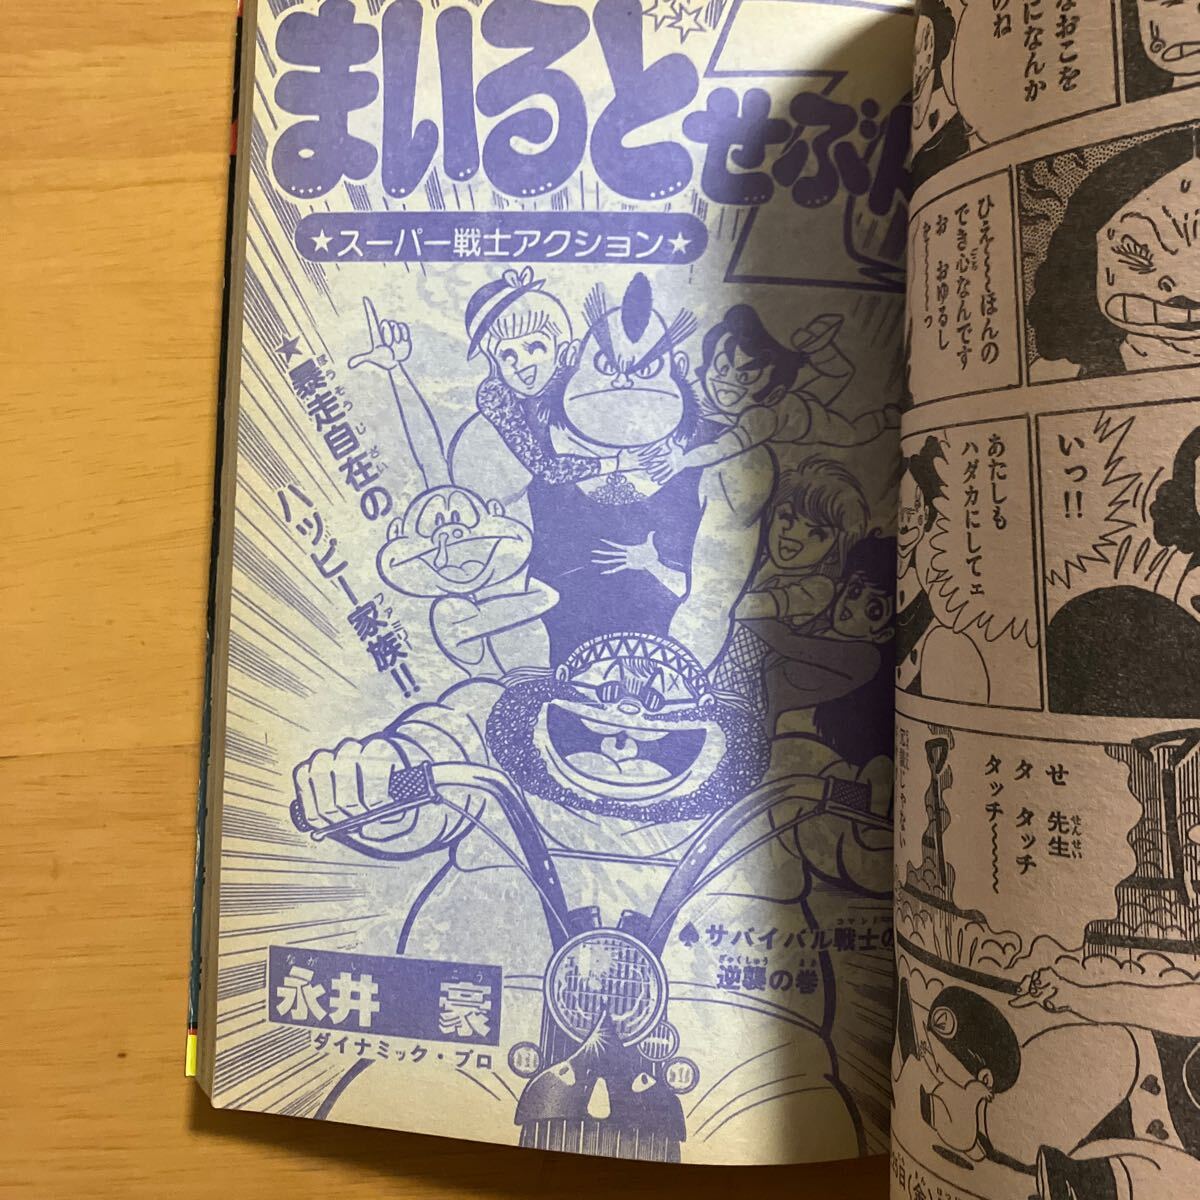 まいるどせぶん
★スーパー戦士アクション★
★暴走自在の
ハッピー家族!!
♠サバイバル戦士の
逆襲の巻
永井 豪
ダイナミック・プロ
なおこを
になんか
ひえ〜〜ほんの
でき心なんです
お おゆるし
いっ!!
あたしも
ハダカにしてェ
せ 先生
タ タッチ
タッチ〜〜〜